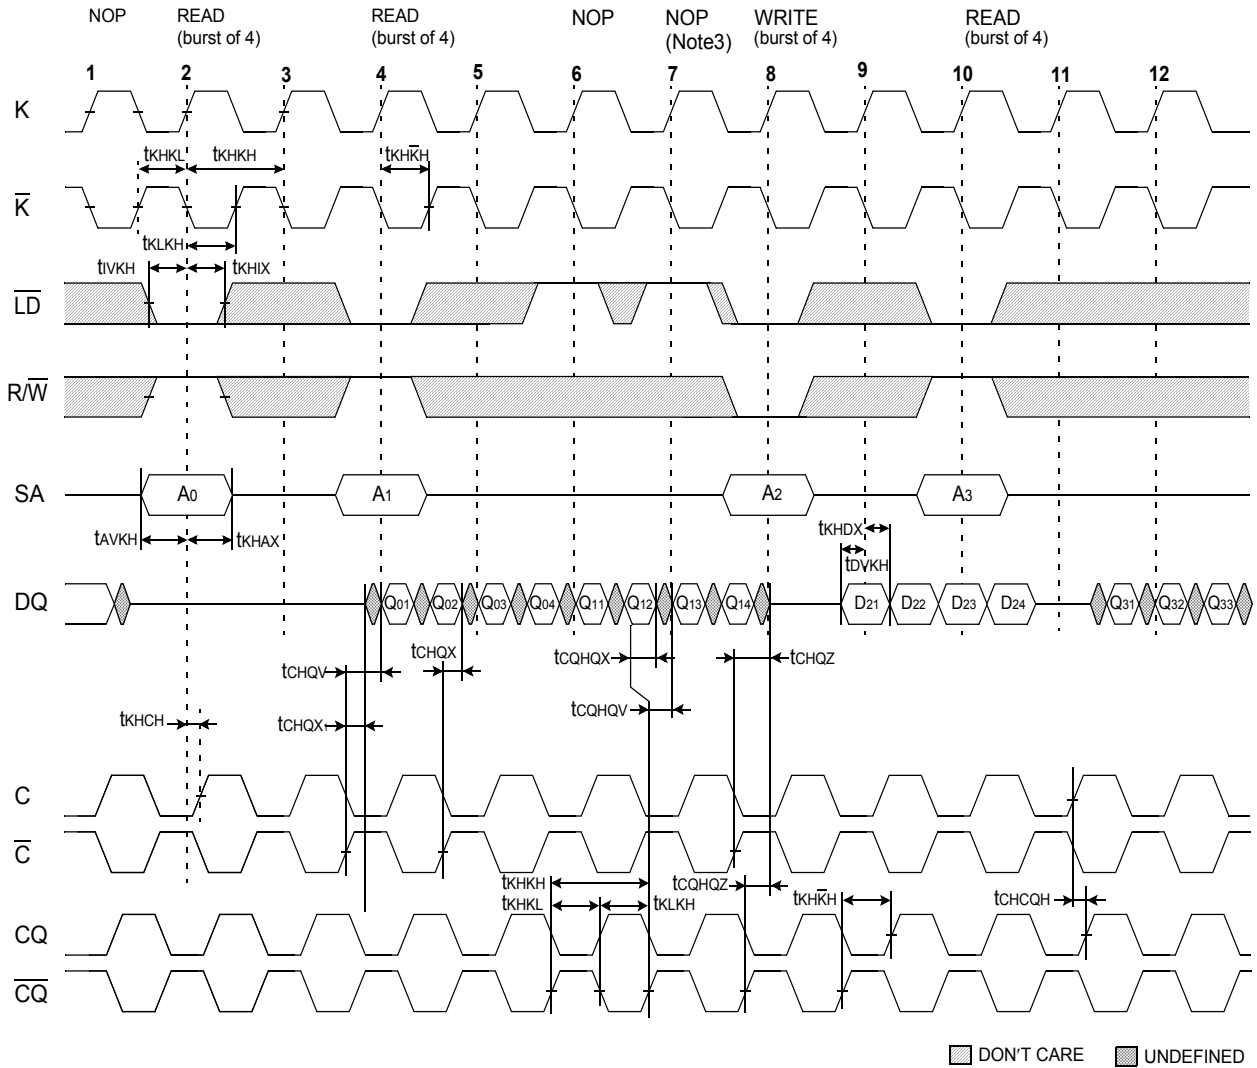 NOP READ READ NOP NOP WRITE READ
(burst of 4) (burst of 4) (Note3) (burst of 4) (burst of 4)
1 2 3 4 5 6 7 8 9 10 11 12
K
tKHKL tKHKH tKHK̅H
K̅
tKLKH
tIVKH tKHIX
L̅D̅
R/W̅
SA A0 A1 A2 A3
tAVKH tKHAX tKHDX
tDVKH
DQ Q01 Q02 Q03 Q04 Q11 Q12 Q13 Q14 D21 D22 D23 D24 Q31 Q32 Q33
tCHQV tCHQX tCQHQX tCHQZ
tKHCH tCHQX1 tCQHQV
C
C̅
tKHKH tCQHQZ
tKHKL tKLKH tKHK̅H tCHCQH
CQ
C̅Q̅
DON'T CARE UNDEFINED